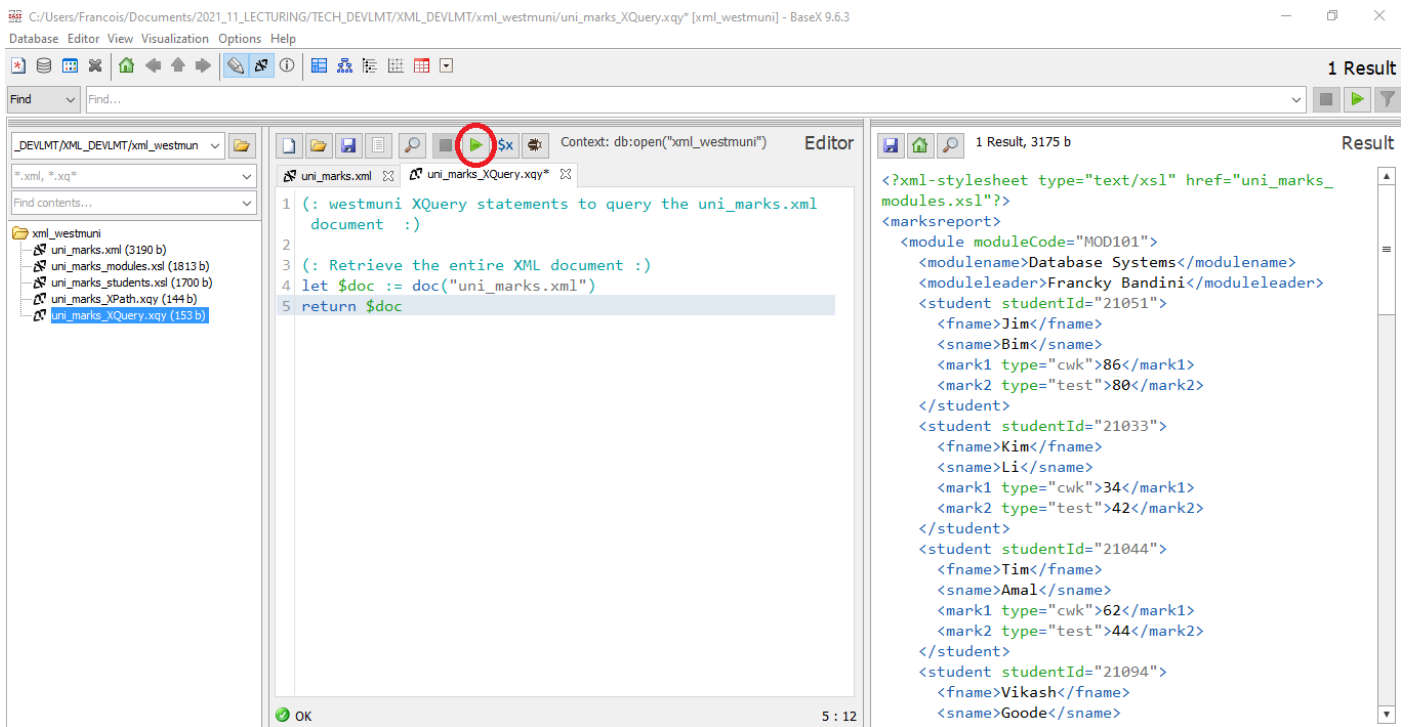 C:/Users/Francois/Documents/2021_11_LECTURING/TECH_DEVLMT/XML_DEVLMT/xml_westmuni/uni_marks_XQuery.xqy* [xml_westmuni] - BaseX 9.6.3
Database Editor View Visualization Options Help
1 Result
Find Find...
_DEVLMT/XML_DEVLMT/xml_westmun
*.xml, *.xq*
Find contents...
xml_westmuni
uni_marks.xml (3190 b)
uni_marks_modules.xsl (1813 b)
uni_marks_students.xsl (1700 b)
uni_marks_XPath.xqy (144 b)
uni_marks_XQuery.xqy (153 b)
$x Context: db:open("xml_westmuni") Editor
uni_marks.xml uni_marks_XQuery.xqy*
1 (: westmuni XQuery statements to query the uni_marks.xml
document :)
2
3 (: Retrieve the entire XML document :)
4 let $doc := doc("uni_marks.xml")
5 return $doc
OK 5 : 12
1 Result, 3175 b Result
<?xml-stylesheet type="text/xsl" href="uni_marks_
modules.xsl"?>
<marksreport>
<module moduleCode="MOD101">
<modulename>Database Systems</modulename>
<moduleleader>Francky Bandini</moduleleader>
<student studentId="21051">
<fname>Jim</fname>
<sname>Bim</sname>
<mark1 type="cwk">86</mark1>
<mark2 type="test">80</mark2>
</student>
<student studentId="21033">
<fname>Kim</fname>
<sname>Li</sname>
<mark1 type="cwk">34</mark1>
<mark2 type="test">42</mark2>
</student>
<student studentId="21044">
<fname>Tim</fname>
<sname>Amal</sname>
<mark1 type="cwk">62</mark1>
<mark2 type="test">44</mark2>
</student>
<student studentId="21094">
<fname>Vikash</fname>
<sname>Goode</sname>